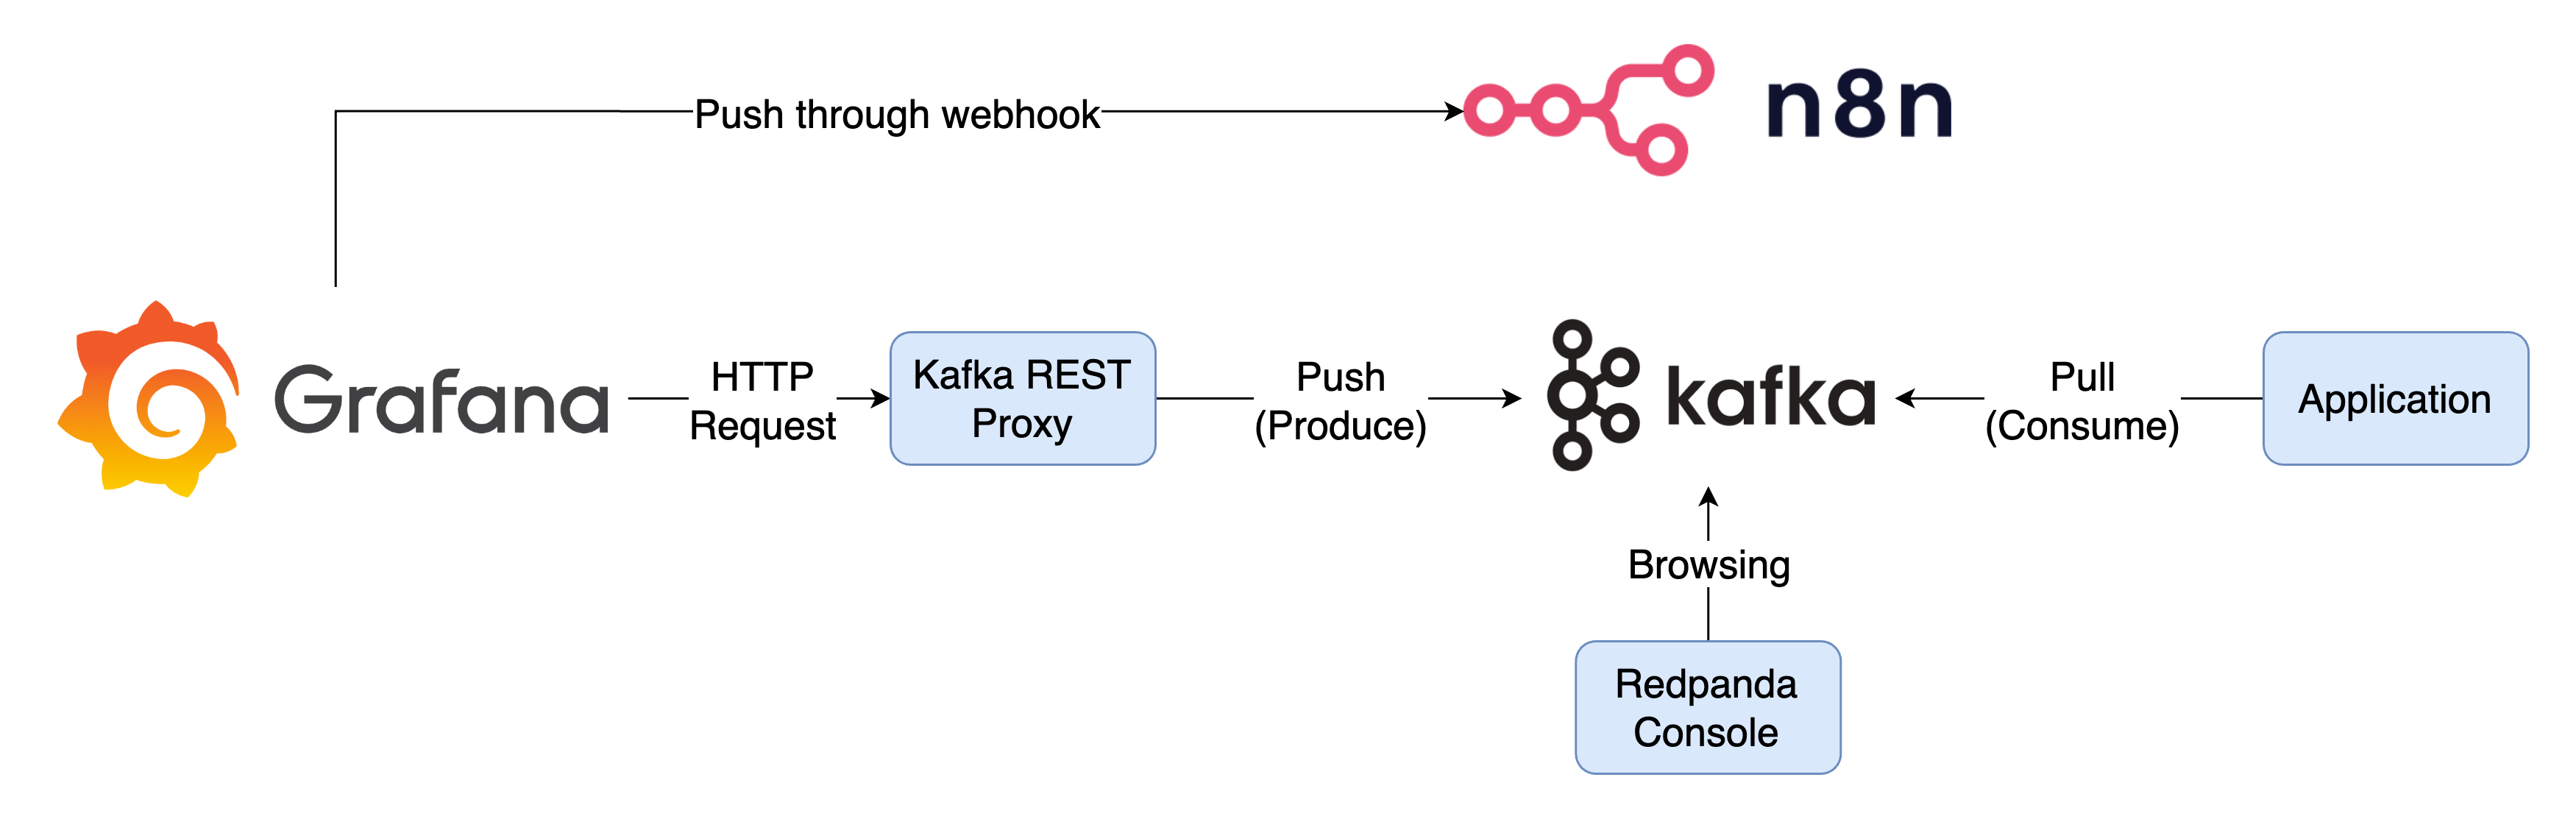 Push through webhook
n8n
Grafana
HTTP
Request
Kafka REST
Proxy
Push
(Produce)
kafka
Pull
(Consume)
Application
Browsing
Redpanda
Console